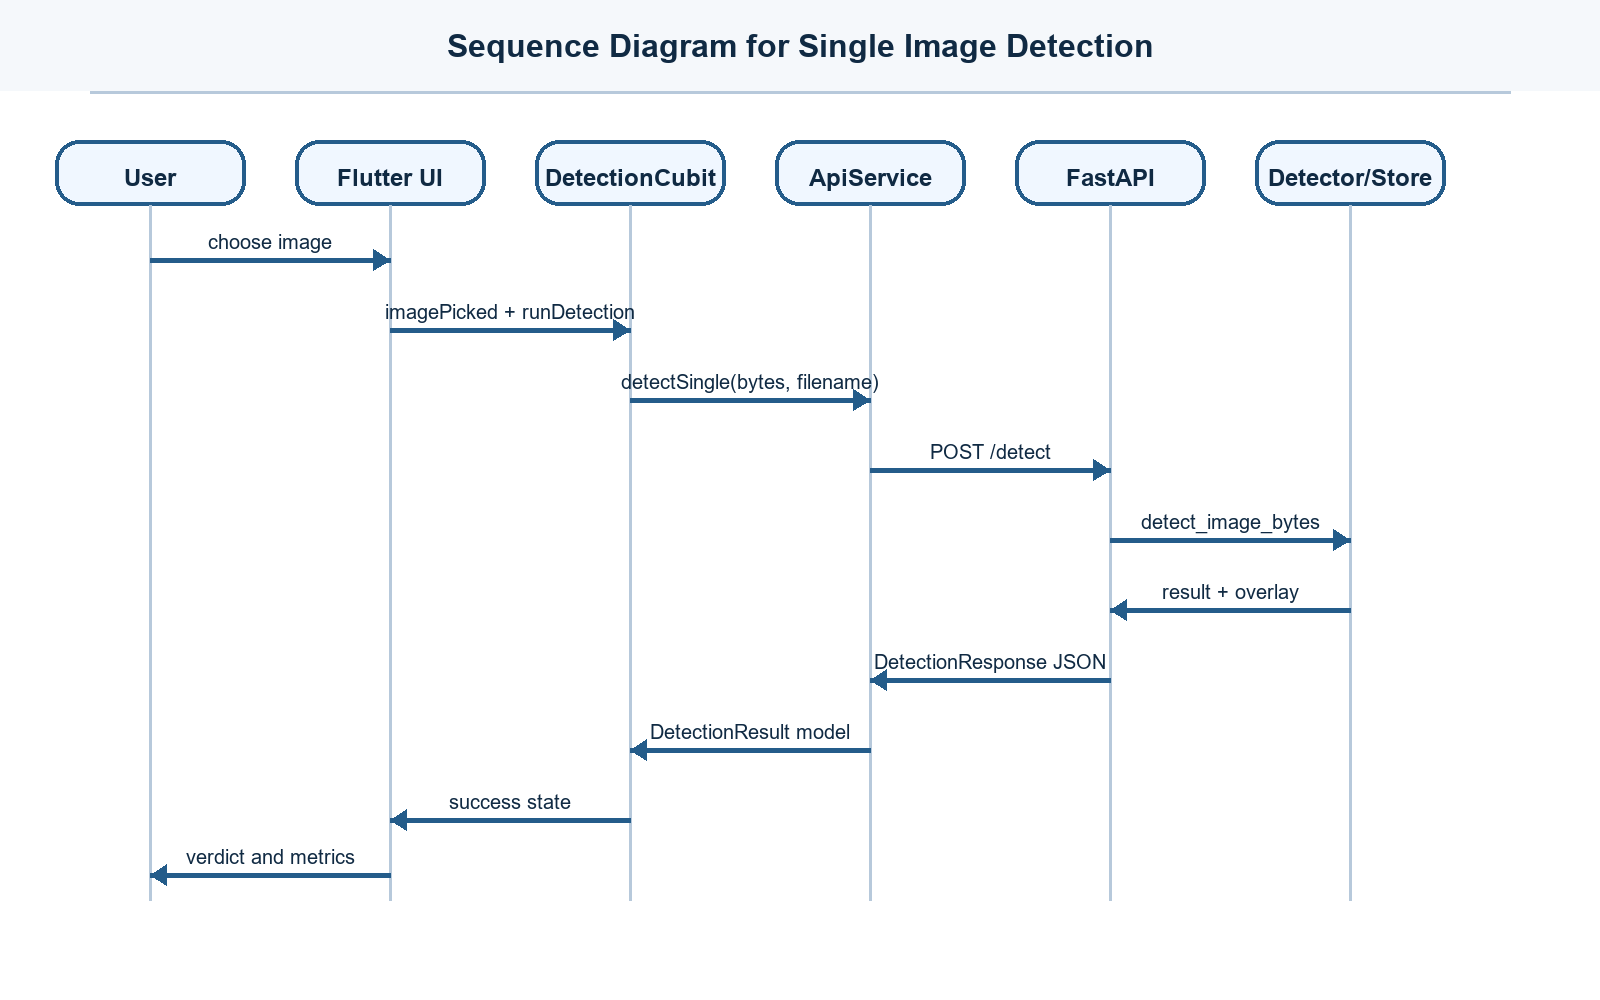 Sequence Diagram for Single Image Detection
User
Flutter UI
DetectionCubit
ApiService
FastAPI
Detector/Store
choose image
imagePicked + runDetection
detectSingle(bytes, filename)
POST /detect
detect_image_bytes
result + overlay
DetectionResponse JSON
DetectionResult model
success state
verdict and metrics